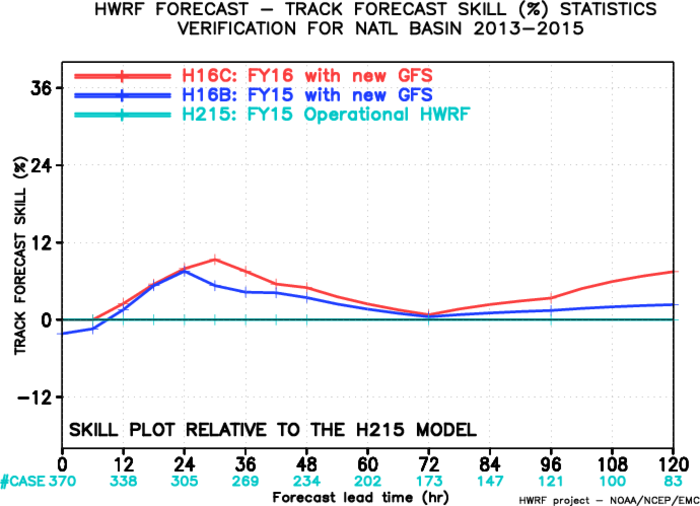 HWRF FORECAST – TRACK FORECAST SKILL (%) STATISTICS
VERIFICATION FOR NATL BASIN 2013–2015
H16C: FY16 with new GFS
H16B: FY15 with new GFS
H215: FY15 Operational HWRF
TRACK FORECAST SKILL (%)
36
24
12
0
–12
SKILL PLOT RELATIVE TO THE H215 MODEL
0 12 24 36 48 60 72 84 96 108 120
#CASE 370 338 305 269 234 202 173 147 121 100 83
Forecast lead time (hr)
HWRF project – NOAA/NCEP/EMC